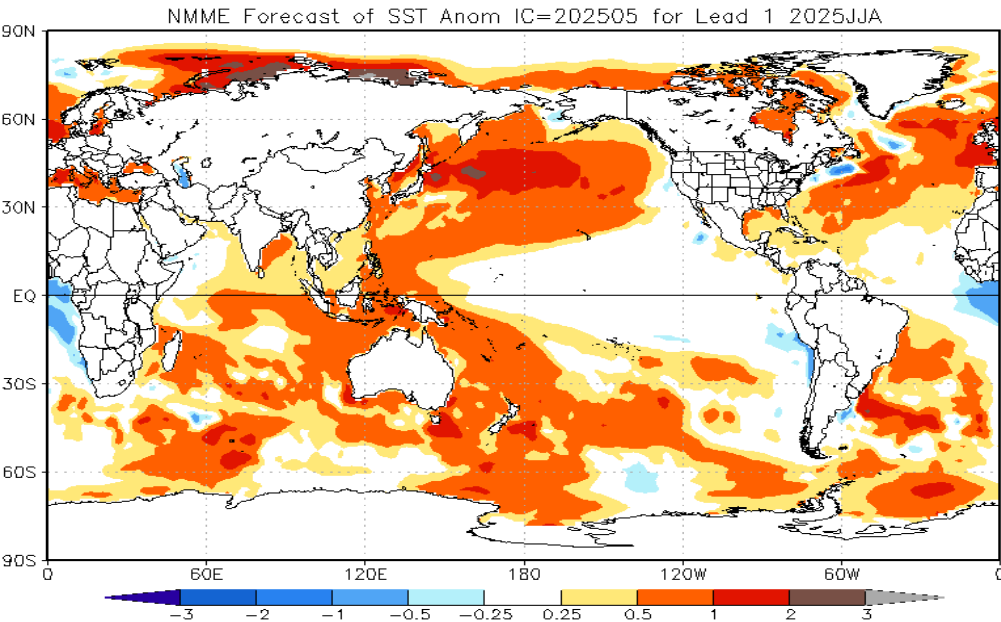 NMME Forecast of SST Anom IC=202505 for Lead 1 2025JJA
90N
60N
30N
EQ
30S
60S
90S
0 60E 120E 180 120W 60W 0
−3 −2 −1 −0.5 −0.25 0.25 0.5 1 2 3